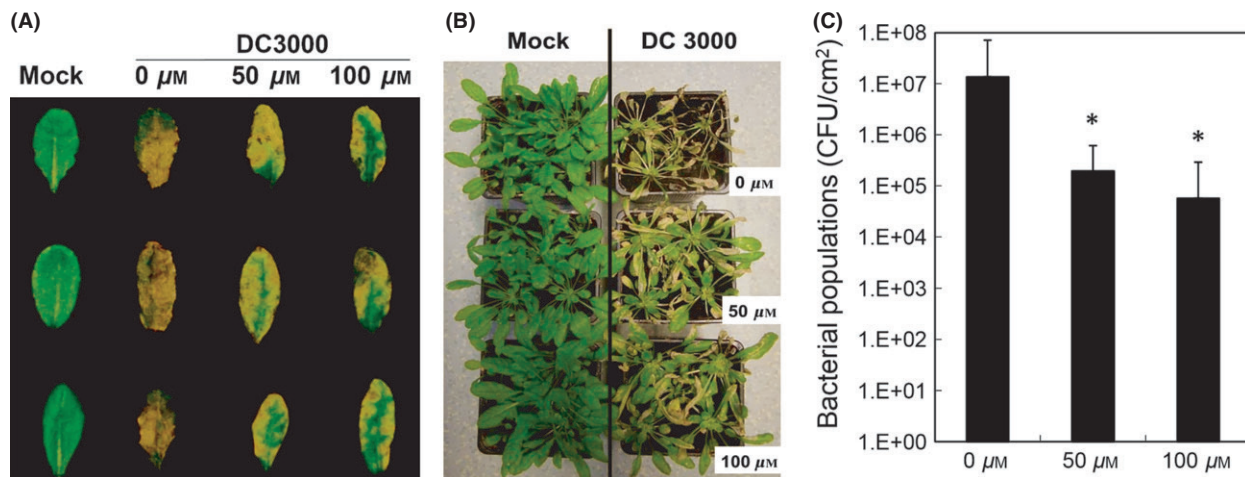 (A)
DC3000
Mock 0 µM 50 µM 100 µM
(B)
Mock DC 3000
0 µM
50 µM
100 µM
(C)
Bacterial populations (CFU/cm²)
1.E+08
1.E+07
1.E+06
1.E+05
1.E+04
1.E+03
1.E+02
1.E+01
1.E+00
* *
0 µM 50 µM 100 µM